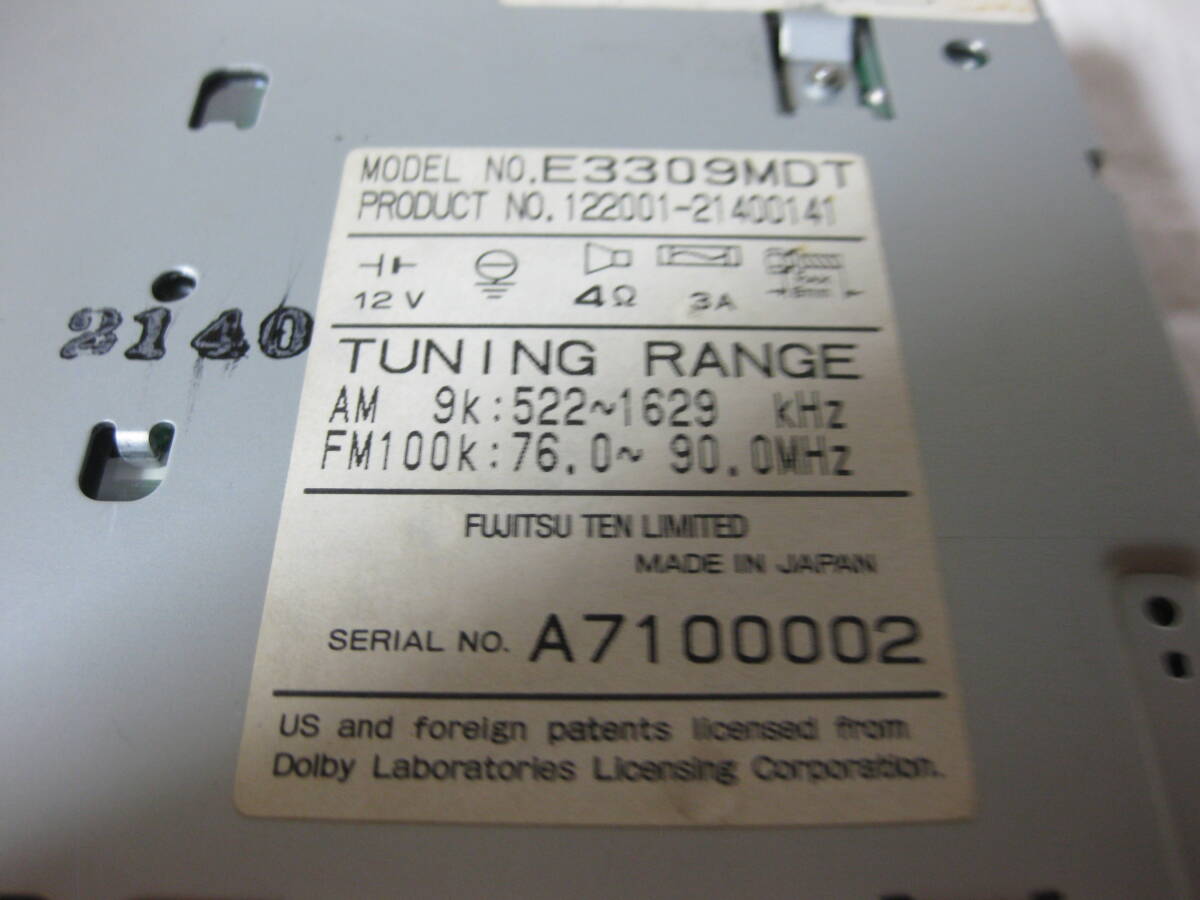 MODEL NO.E3309MDT
PRODUCT NO.122001-21400141
12V 4Ω 3A
2140
TUNING RANGE
AM 9k:522~1629 kHz
FM100k:76.0~ 90.0MHz
FUJITSU TEN LIMITED
MADE IN JAPAN
SERIAL NO. A7100002
US and foreign patents licensed from
Dolby Laboratories Licensing Corporation.